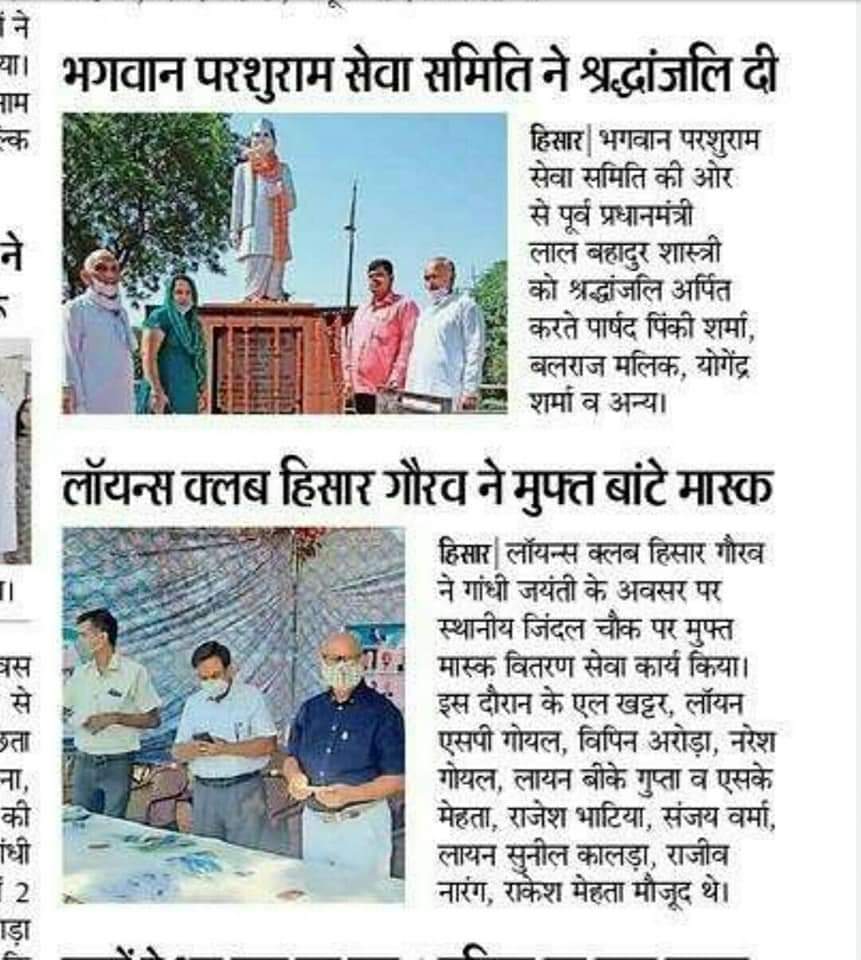 ने
या।
भगवान परशुराम सेवा समिति ने श्रद्धांजलि दी
हिसार| भगवान परशुराम
सेवा समिति की ओर
से पूर्व प्रधानमंत्री
लाल बहादुर शास्त्री
को श्रद्धांजलि अर्पित
करते पार्षद पिंकी शर्मा,
बलराज मलिक, योगेंद्र
शर्मा व अन्य।
ने
लॉयन्स क्लब हिसार गौरव ने मुफ्त बांटे मास्क
हिसार| लॉयन्स क्लब हिसार गौरव
ने गांधी जयंती के अवसर पर
स्थानीय जिंदल चौक पर मुफ्त
मास्क वितरण सेवा कार्य किया।
इस दौरान के एल खट्टर, लॉयन
एसपी गोयल, विपिन अरोड़ा, नरेश
गोयल, लायन बीके गुप्ता व एसके
मेहता, राजेश भाटिया, संजय वर्मा,
लायन सुनील कालड़ा, राजीव
नारंग, राकेश मेहता मौजूद थे।
से
ना,
की
2